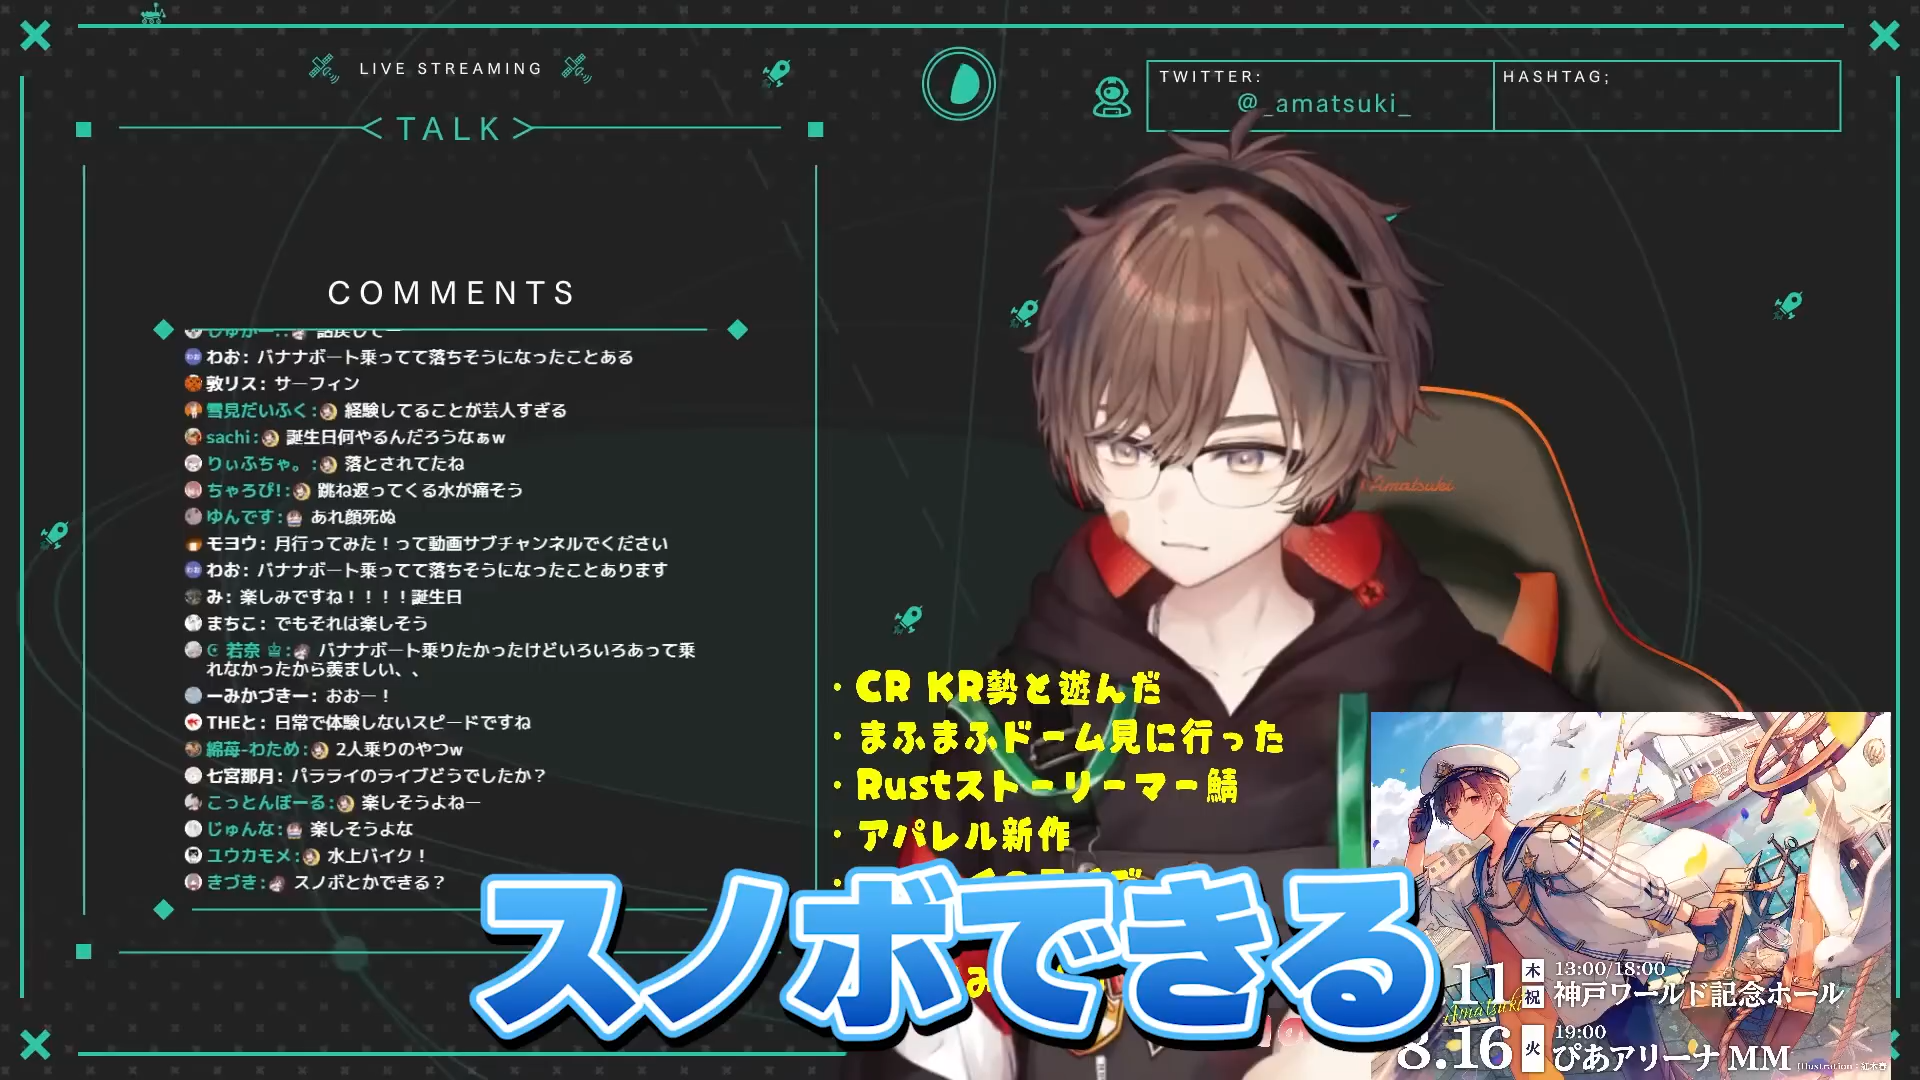 LIVE STREAMING
<TALK>
TWITTER:
@_amatsuki_
HASHTAG;
COMMENTS
わお: バナナボート乗ってて落ちそうになったことある
敦リス: サーフィン
雪見だいふく: 経験してることが芸人すぎる
sachi: 誕生日何やるんだろうなぁw
りぃふちゃ。: 落とされてたね
ちゃろぴ!: 跳ね返ってくる水が痛そう
ゆんです: あれ顔死ぬ
モヨウ: 月行ってみた！って動画サブチャンネルでください
わお: バナナボート乗ってて落ちそうになったことあります
み: 楽しみですね！！！！誕生日
まちこ: でもそれは楽しそう
☪ 若奈 ♔: バナナボート乗りたかったけどいろいろあって乗
れなかったから羨ましい、、
ーみかづきー: おおー！
THEと: 日常で体験しないスピードですね
綿苺-わため: 2人乗りのやつw
七宮那月: パラライのライブどうでしたか？
こっとんぼーる: 楽しそうよねー
じゅんな: 楽しそうよな
ユウカモメ: 水上バイク！
きづき: スノボとかできる？
Amatsuki
・CR KR勢と遊んだ
・まふまふドーム見に行った
・Rustストーリーマー鯖
・アパレル新作
スノボできる
11 木 祝 13:00/18:00
神戸ワールド記念ホール
Amatsuki
8.16 火 19:00
ぴあアリーナ MM